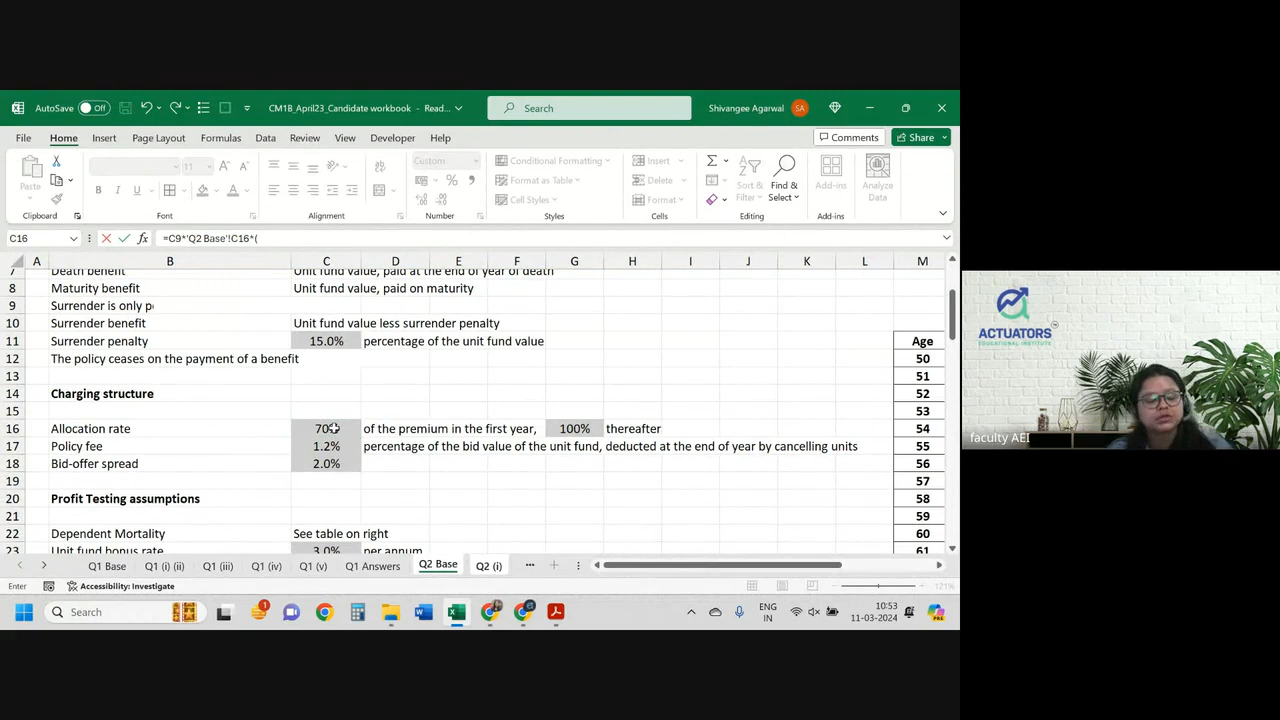 AutoSave Off CM1B_April23_Candidate workbook - Read... Search Shivangee Agarwal SA
File Home Insert Page Layout Formulas Data Review View Developer Help Comments Share
Paste 11 Custom Conditional Formatting Insert
Format as Table Delete Sort & Find & Add-ins Analyze
B I U Cell Styles Format Filter Select Data
Clipboard Font Alignment Number Styles Cells Editing Add-ins
C16 fx =C9*'Q2 Base'!C16*(
A B C D E F G H I J K L M
7 Death benefit Unit fund value, paid at the end of year of death
8 Maturity benefit Unit fund value, paid on maturity
9 Surrender is only p
10 Surrender benefit Unit fund value less surrender penalty
11 Surrender penalty 15.0% percentage of the unit fund value Age
12 The policy ceases on the payment of a benefit 50
13 51
14 Charging structure 52
15 53
16 Allocation rate 70 of the premium in the first year, 100% thereafter 54
17 Policy fee 1.2% percentage of the bid value of the unit fund, deducted at the end of year by cancelling units 55
18 Bid-offer spread 2.0% 56
19 57
20 Profit Testing assumptions 58
21 59
22 Dependent Mortality See table on right 60
23 Unit fund bonus rate 3.0% per annum 61
Q1 Base Q1 (i) (ii) Q1 (iii) Q1 (iv) Q1 (v) Q1 Answers Q2 Base Q2 (i) ...
Enter Accessibility: Investigate 121%
Search 1 ENG IN 10:53 11-03-2024
ACTUATORS
EDUCATIONAL INSTITUTE
TM
faculty AEI